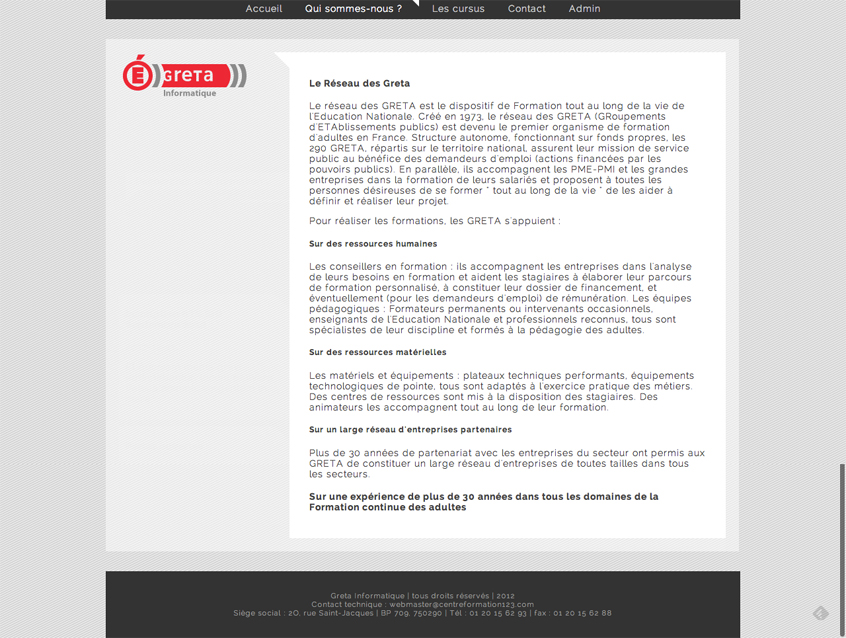 Accueil Qui sommes-nous ? Les cursus Contact Admin
É GRETA
Informatique
Le Réseau des Greta
Le réseau des GRETA est le dispositif de Formation tout au long de la vie de
l'Education Nationale. Créé en 1973, le réseau des GRETA (GRoupements
d'ETAblissements publics) est devenu le premier organisme de formation
d'adultes en France. Structure autonome, fonctionnant sur fonds propres, les
290 GRETA, répartis sur le territoire national, assurent leur mission de service
public au bénéfice des demandeurs d'emploi (actions financées par les
pouvoirs publics). En parallèle, ils accompagnent les PME-PMI et les grandes
entreprises dans la formation de leurs salariés et proposent à toutes les
personnes désireuses de se former " tout au long de la vie " de les aider à
définir et réaliser leur projet.
Pour réaliser les formations, les GRETA s'appuient :
Sur des ressources humaines
Les conseillers en formation : ils accompagnent les entreprises dans l'analyse
de leurs besoins en formation et aident les stagiaires à élaborer leur parcours
de formation personnalisé, à constituer leur dossier de financement, et
éventuellement (pour les demandeurs d'emploi) de rémunération. Les équipes
pédagogiques : Formateurs permanents ou intervenants occasionnels,
enseignants de l'Education Nationale et professionnels reconnus, tous sont
spécialistes de leur discipline et formés à la pédagogie des adultes.
Sur des ressources matérielles
Les matériels et équipements : plateaux techniques performants, équipements
technologiques de pointe, tous sont adaptés à l'exercice pratique des métiers.
Des centres de ressources sont mis à la disposition des stagiaires. Des
animateurs les accompagnent tout au long de leur formation.
Sur un large réseau d'entreprises partenaires
Plus de 30 années de partenariat avec les entreprises du secteur ont permis aux
GRETA de constituer un large réseau d'entreprises de toutes tailles dans tous
les secteurs.
Sur une expérience de plus de 30 années dans tous les domaines de la
Formation continue des adultes
Greta Informatique | tous droits réservés | 2012
Contact technique : webmaster@centreformation123.com
Siège social : 20, rue Saint-Jacques | BP 709, 750290 | Tél : 01 20 15 62 93 | fax : 01 20 15 62 88